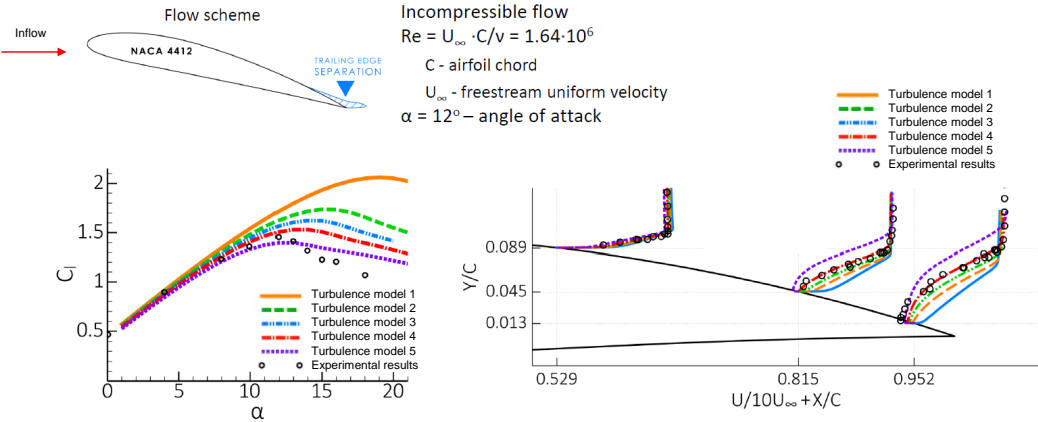 Flow scheme
Inflow
NACA 4412
TRAILING EDGE
SEPARATION
Incompressible flow
Re = U∞ ·C/ν = 1.64·10⁶
C - airfoil chord
U∞ - freestream uniform velocity
α = 12° – angle of attack
Turbulence model 1
Turbulence model 2
Turbulence model 3
Turbulence model 4
Turbulence model 5
Experimental results
2
1.5
1
0.5
0
5
10
15
20
Cl
α
Turbulence model 1
Turbulence model 2
Turbulence model 3
Turbulence model 4
Turbulence model 5
Experimental results
Y/C
0.089
0.045
0.013
0.529
0.815
0.952
U/10U∞+X/C